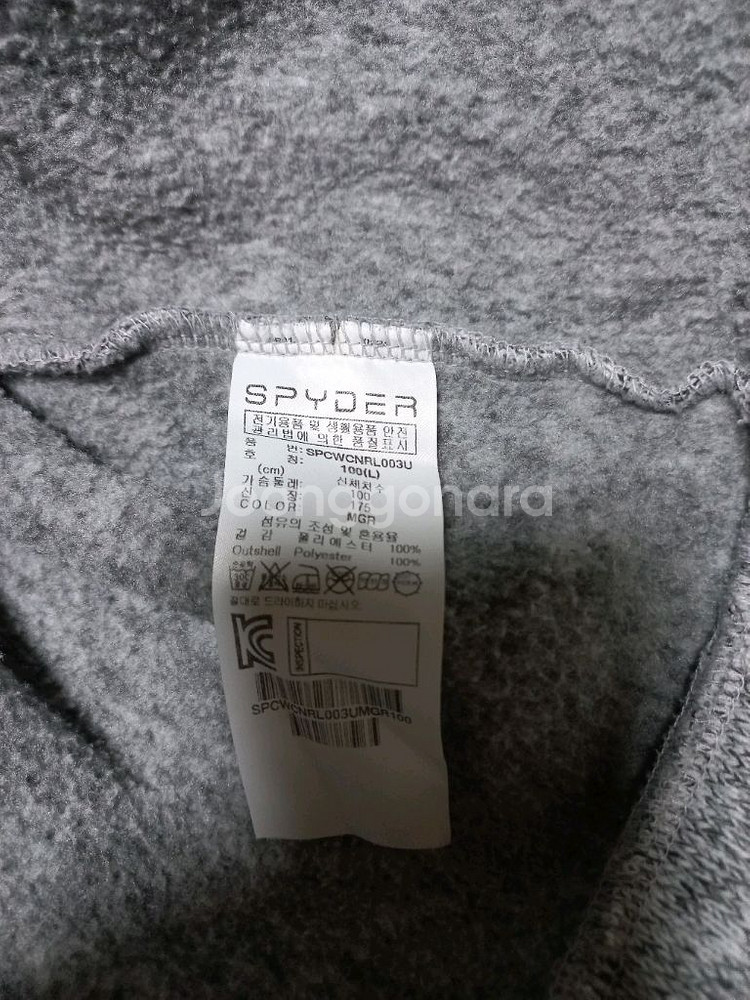 SPYDER
전기용품 및 생활용품 안전
관리법에 의한 품질표시
품 번: SPCWCNRL003U
호 칭: 100(L)
(cm) 신체치수
가슴둘레: 100
신 장: 175
COLOR: MGR
섬유의 조성 및 혼용율
겉 감 폴리에스터 100%
Outshell Polyester 100%
절대로 드라이하지 마십시오.
INSPECTION
SPCWCNRL003UMGR100
Joonggonara